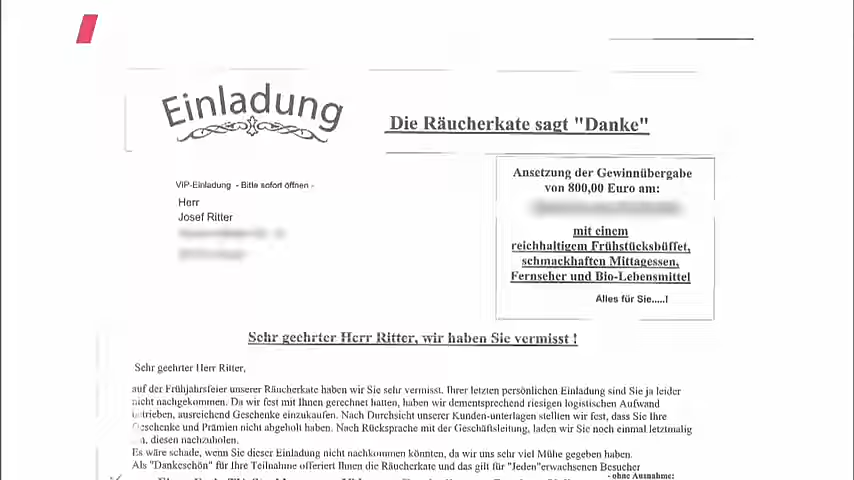 Einladung
Die Räucherkate sagt "Danke"
Ansetzung der Gewinnübergabe
von 800,00 Euro am:
VIP-Einladung - Bitte sofort öffnen -
Herr
Josef Ritter
mit einem
reichhaltigem Frühstücksbüffet,
schmackhaften Mittagessen,
Fernseher und Bio-Lebensmittel
Alles für Sie.....!
Sehr geehrter Herr Ritter, wir haben Sie vermisst !
Sehr geehrter Herr Ritter,
auf der Frühjahrsfeier unserer Räucherkate haben wir Sie sehr vermisst. Ihrer letzten persönlichen Einladung sind Sie ja leider
nicht nachgekommen. Da wir fest mit Ihnen gerechnet hatten, haben wir dementsprechend riesigen logistischen Aufwand
betrieben, ausreichend Geschenke einzukaufen. Nach Durchsicht unserer Kunden-unterlagen stellten wir fest, dass Sie Ihre
Geschenke und Prämien nicht abgeholt haben. Nach Rücksprache mit der Geschäftsleitung, laden wir Sie noch einmal letztmalig
diesen nachzuholen.
Es wäre schade, wenn Sie dieser Einladung nicht nachkommen könnten, da wir uns sehr viel Mühe gegeben haben.
Als "Dankeschön" für Ihre Teilnahme offeriert Ihnen die Räucherkate und das gilt für "Jeden"erwachsenen Besucher
- ohne Ausnahme: